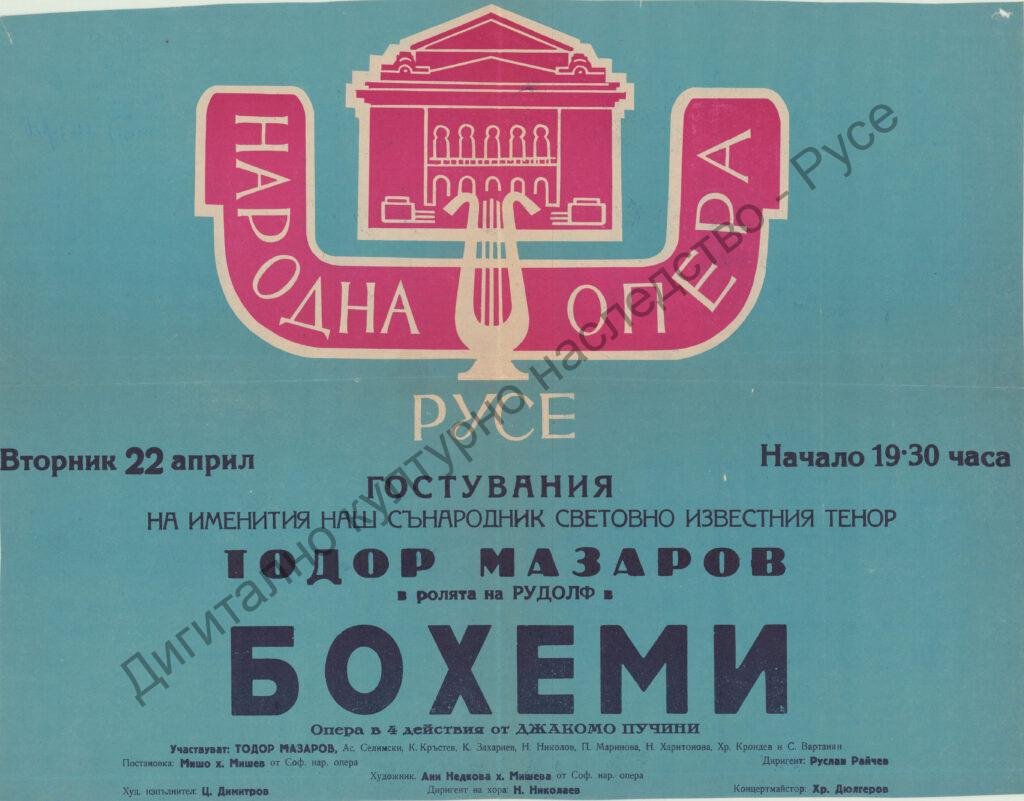 НАРОДНА ОПЕРА
РУСЕ
Вторник 22 април
Начало 19·30 часа
ГОСТУВАНИЯ
НА ИМЕНИТИЯ НАШ СЪНАРОДНИК СВЕТОВНО ИЗВЕСТНИЯ ТЕНОР
ТОДОР МАЗАРОВ
в ролята на РУДОЛФ в
БОХЕМИ
Опера в 4 действия от ДЖАКОМО ПУЧИНИ
Участвуват: ТОДОР МАЗАРОВ, Ас. Селимски, К. Кръстев, К. Захариев, Н. Николов, П. Маринова, Н. Харитонова, Хр. Крондев и С. Вартанян
Постановка: Мишо х. Мишев от Соф. нар. опера
Диригент: Руслан Райчев
Художник: Ани Недкова х. Мишева от Соф. нар. опера
Худ. изпълнител: Ц. Димитров
Диригент на хора: Н. Николаев
Концертмайстор: Хр. Дюлгеров
Дигитално културно наследство - Русе